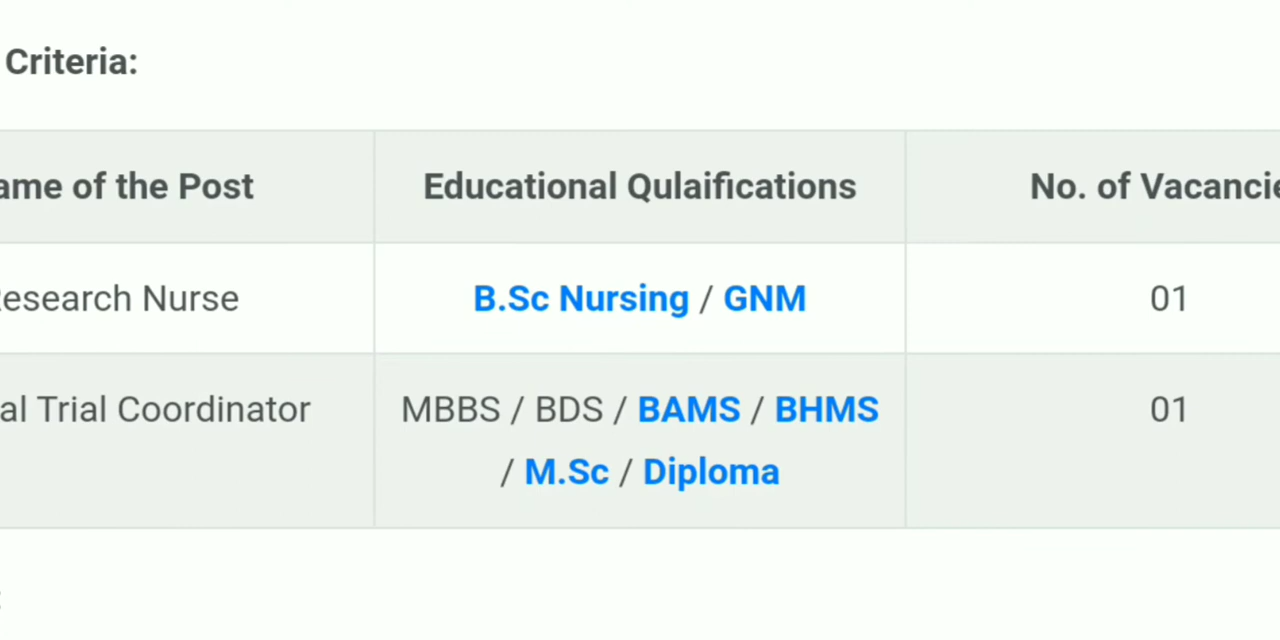 Criteria:
ame of the Post Educational Qulaifications No. of Vacancie
esearch Nurse B.Sc Nursing / GNM 01
al Trial Coordinator MBBS / BDS / BAMS / BHMS 01
/ M.Sc / Diploma